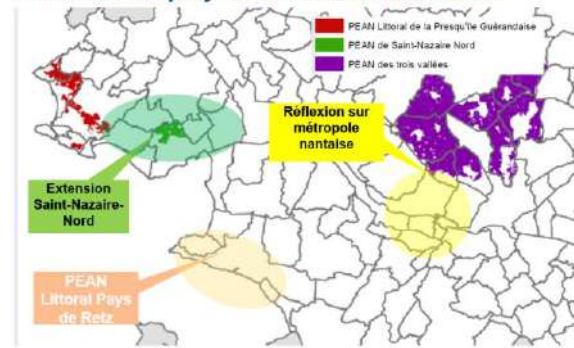 PEAN Littoral de la Presqu'île Guérandaise
PEAN de Saint-Nazaire Nord
PEAN des trois vallées
Réflexion sur
métropole
nantaise
Extension
Saint-Nazaire-
Nord
PEAN
Littoral Pays
de Retz